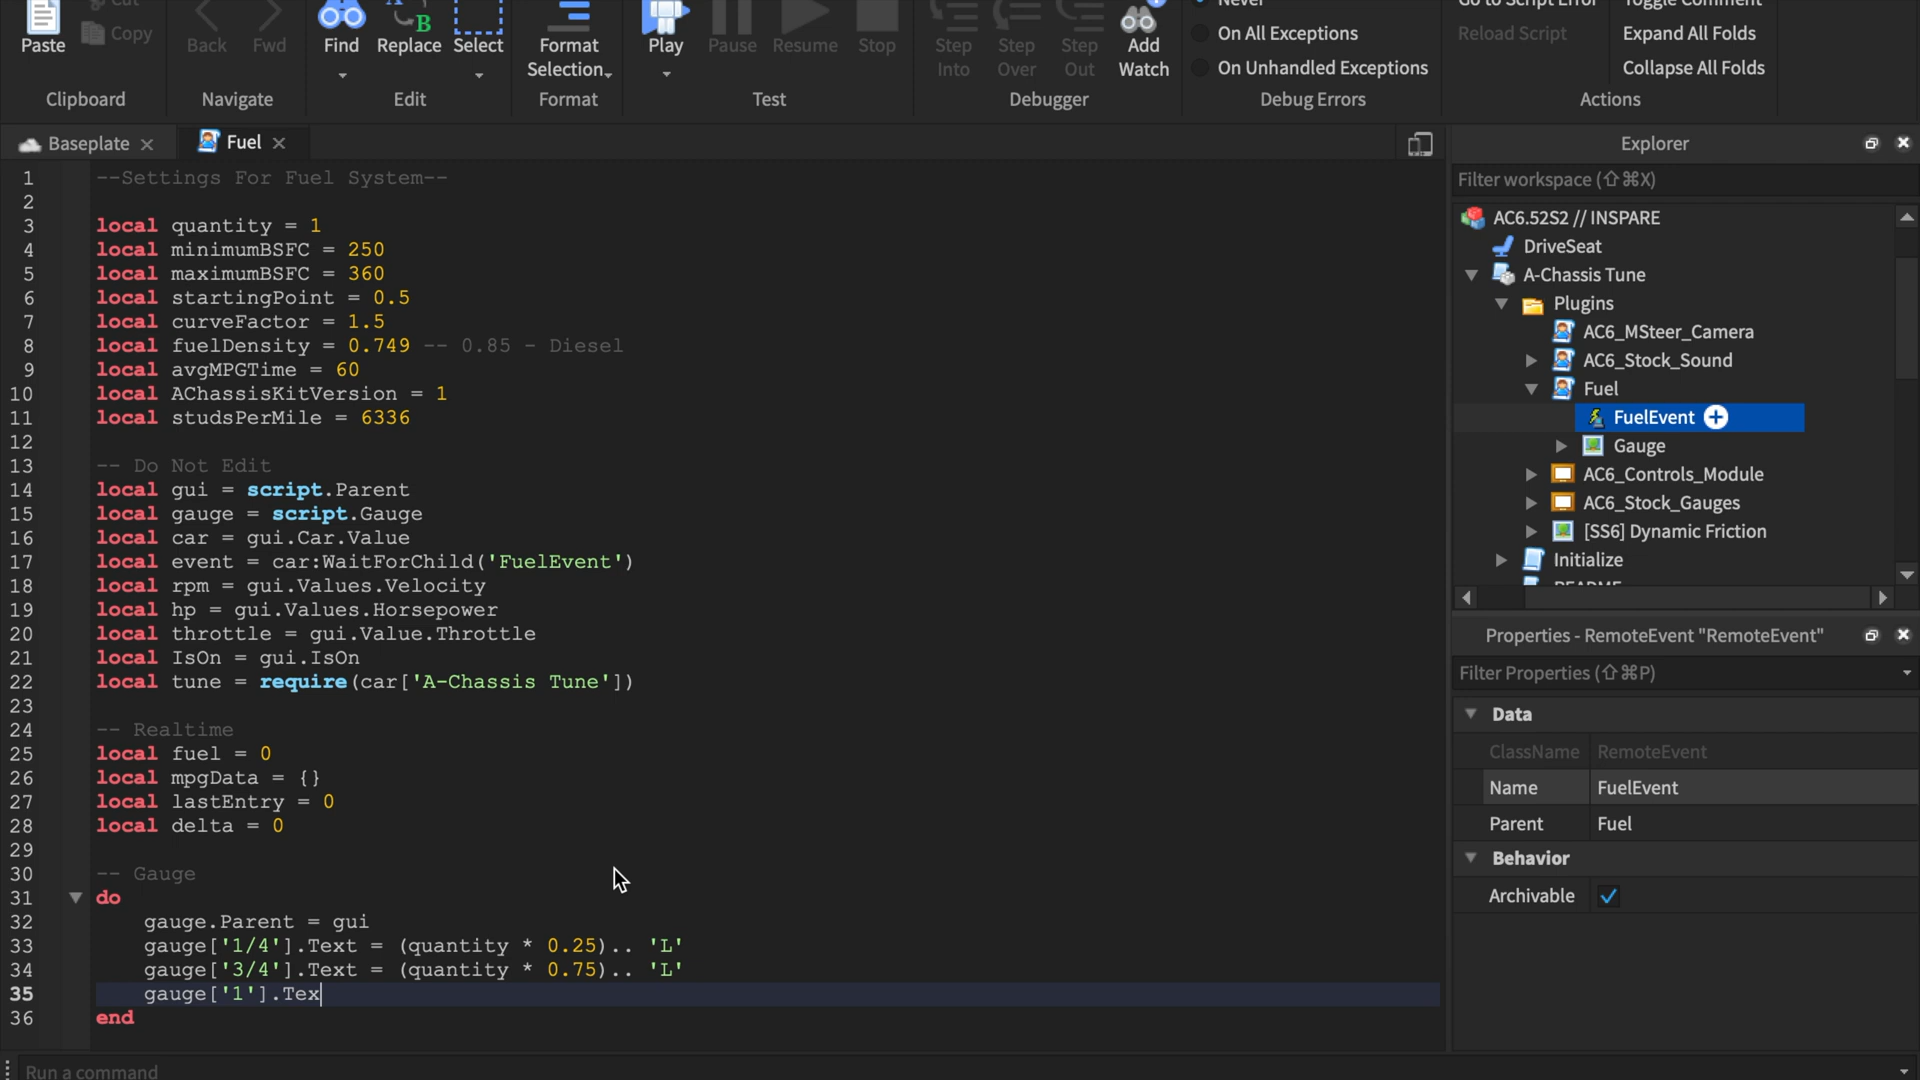 Cut
Paste
Copy
Clipboard
Back
Fwd
Navigate
Find
Replace
Select
Edit
Format
Selection
Format
Play
Pause
Resume
Stop
Test
Step Into
Step Over
Step Out
Add Watch
Debugger
Never
On All Exceptions
On Unhandled Exceptions
Debug Errors
Go to Script Error
Reload Script
Toggle Comment
Expand All Folds
Collapse All Folds
Actions
Baseplate
Fuel
1 --Settings For Fuel System--
2
3 local quantity = 1
4 local minimumBSFC = 250
5 local maximumBSFC = 360
6 local startingPoint = 0.5
7 local curveFactor = 1.5
8 local fuelDensity = 0.749 -- 0.85 - Diesel
9 local avgMPGTime = 60
10 local AChassisKitVersion = 1
11 local studsPerMile = 6336
12
13 -- Do Not Edit
14 local gui = script.Parent
15 local gauge = script.Gauge
16 local car = gui.Car.Value
17 local event = car:WaitForChild('FuelEvent')
18 local rpm = gui.Values.Velocity
19 local hp = gui.Values.Horsepower
20 local throttle = gui.Value.Throttle
21 local IsOn = gui.IsOn
22 local tune = require(car['A-Chassis Tune'])
23
24 -- Realtime
25 local fuel = 0
26 local mpgData = {}
27 local lastEntry = 0
28 local delta = 0
29
30 -- Gauge
31 do
32 gauge.Parent = gui
33 gauge['1/4'].Text = (quantity * 0.25).. 'L'
34 gauge['3/4'].Text = (quantity * 0.75).. 'L'
35 gauge['1'].Tex
36 end
Run a command
Explorer
Filter workspace (⇧⌘X)
AC6.52S2 // INSPARE
DriveSeat
A-Chassis Tune
Plugins
AC6_MSteer_Camera
AC6_Stock_Sound
Fuel
FuelEvent
Gauge
AC6_Controls_Module
AC6_Stock_Gauges
[SS6] Dynamic Friction
Initialize
README
Properties - RemoteEvent "RemoteEvent"
Filter Properties (⇧⌘P)
Data
ClassName RemoteEvent
Name FuelEvent
Parent Fuel
Behavior
Archivable